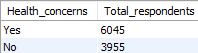 Health_concerns Total_respondents
Yes 6045
No 3955